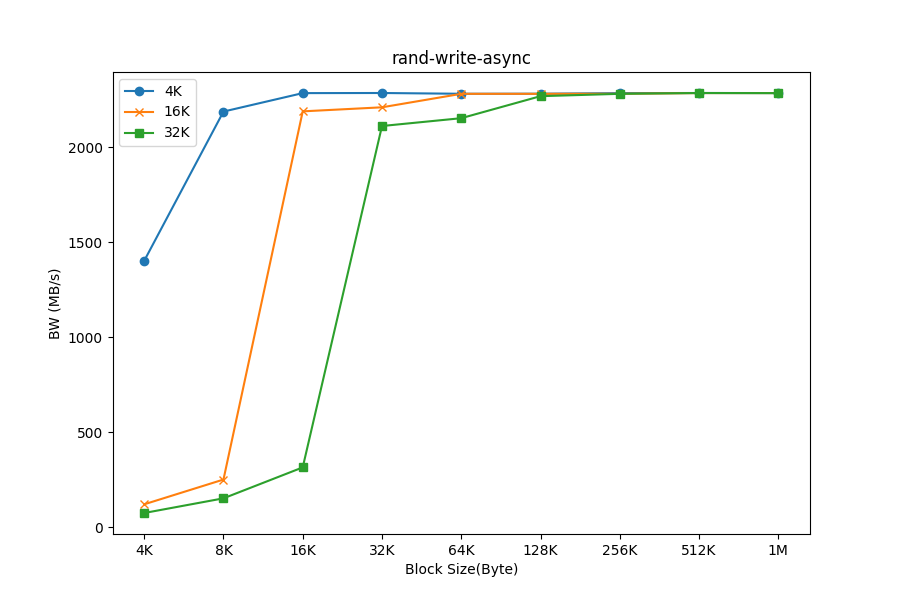 rand-write-async
4K
16K
32K
BW (MB/s)
2000
1500
1000
500
0
4K 8K 16K 32K 64K 128K 256K 512K 1M
Block Size(Byte)